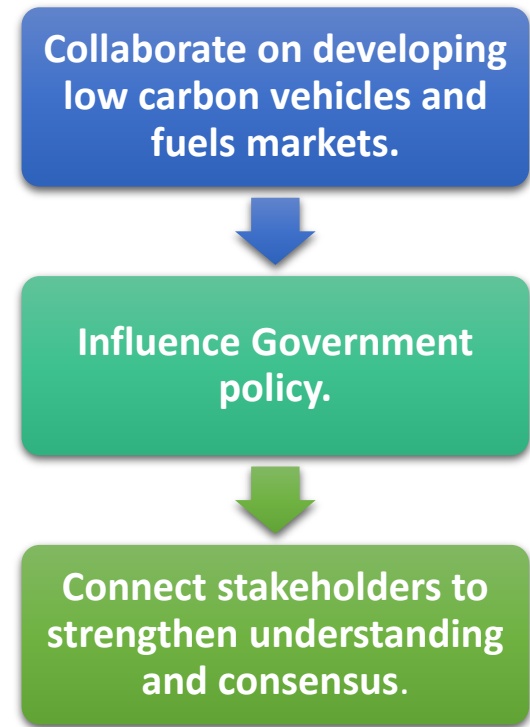 Collaborate on developing
low carbon vehicles and
fuels markets.
Influence Government
policy.
Connect stakeholders to
strengthen understanding
and consensus.